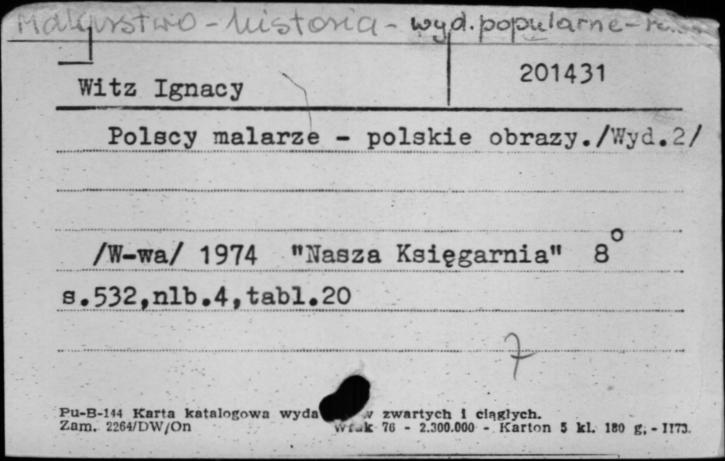 Malarstwo - historia - wyd. popularne -
Witz Ignacy
201431
Polscy malarze - polskie obrazy./Wyd.2/
/W-wa/ 1974 "Nasza Księgarnia" 8°
s.532,nlb.4,tabl.20
7
Pu-B-144 Karta katalogowa wyda w zwartych i ciągłych.
Zam. 2264/DW/On 76 - 2.300.000 - Karton 5 kl. 180 g. - 1173.